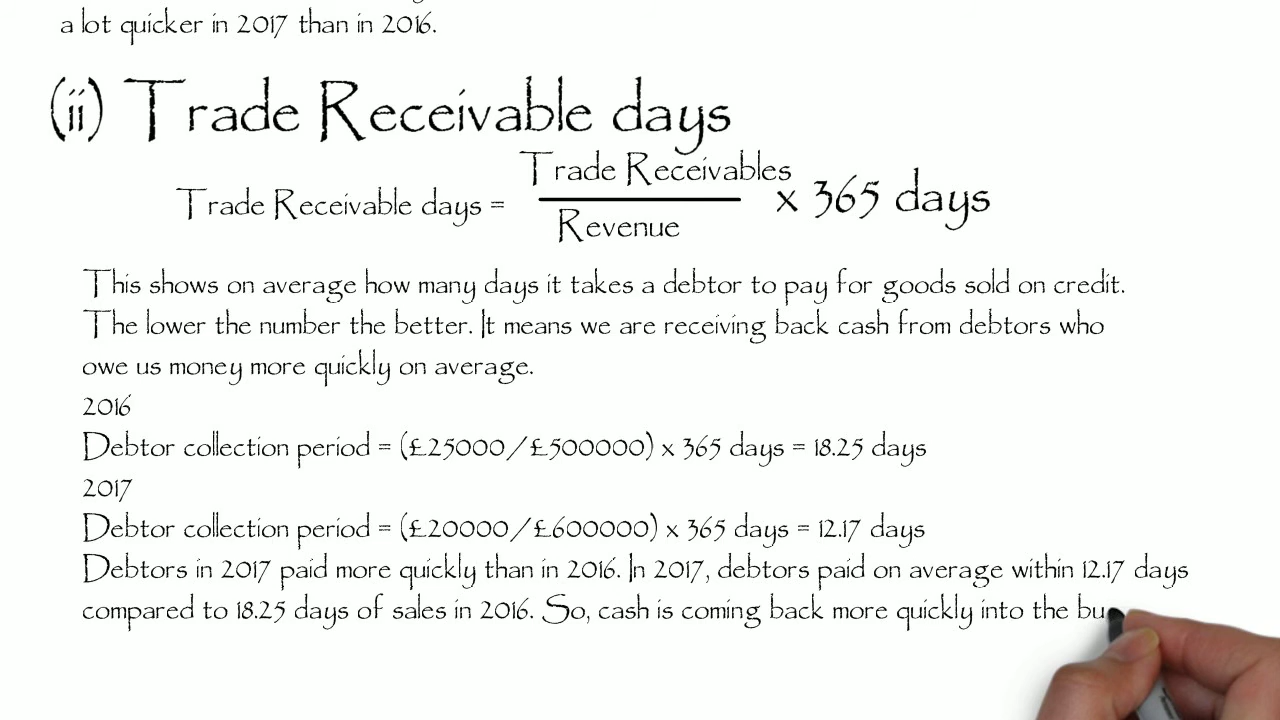 a lot quicker in 2017 than in 2016.
(ii) Trade Receivable days
Trade Receivables
Trade Receivable days =
x 365 days
Revenue
This shows on average how many days it takes a debtor to pay for goods sold on credit.
The lower the number the better. It means we are receiving back cash from debtors who
owe us money more quickly on average.
2016
Debtor collection period = (£25000/£500000) x 365 days = 18.25 days
2017
Debtor collection period = (£20000/£600000) x 365 days = 12.17 days
Debtors in 2017 paid more quickly than in 2016. In 2017, debtors paid on average within 12.17 days
compared to 18.25 days of sales in 2016. So, cash is coming back more quickly into the bu